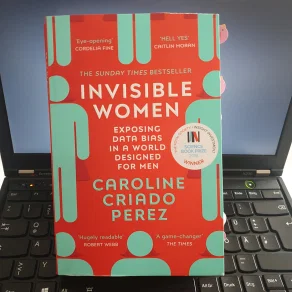 'Eye-opening'
CORDELIA FINE
'HELL YES'
CAITLIN MORAN
THE SUNDAY TIMES BESTSELLER
INVISIBLE
WOMEN
EXPOSING
DATA BIAS
IN A WORLD
DESIGNED
FOR MEN
WINNER
CAROLINE
CRIADO
PEREZ
'Hugely readable'
ROBERT WEBB
'A game-changer'
THE TIMES